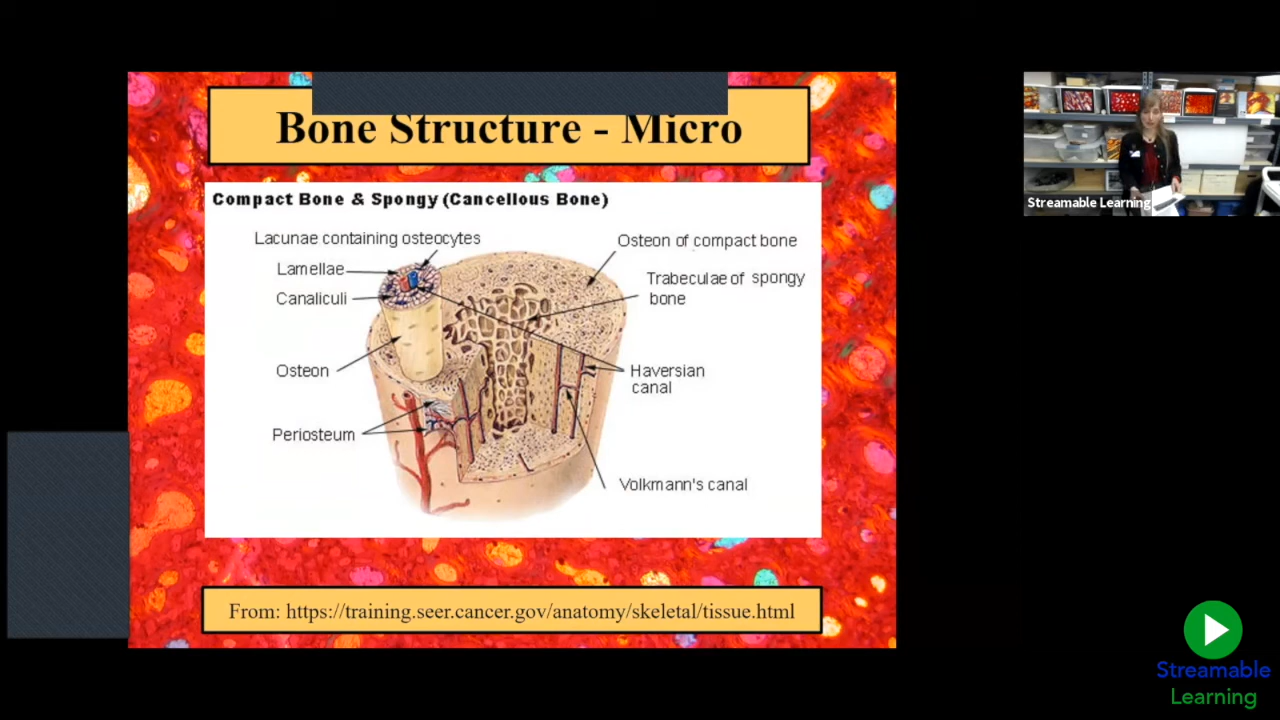 Bone Structure - Micro
Compact Bone & Spongy (Cancellous Bone)
Lacunae containing osteocytes
Lamellae
Canaliculi
Osteon
Periosteum
Osteon of compact bone
Trabeculae of spongy
bone
Haversian
canal
Volkmann's canal
From: https://training.seer.cancer.gov/anatomy/skeletal/tissue.html
Streamable Learning
Streamable
Learning